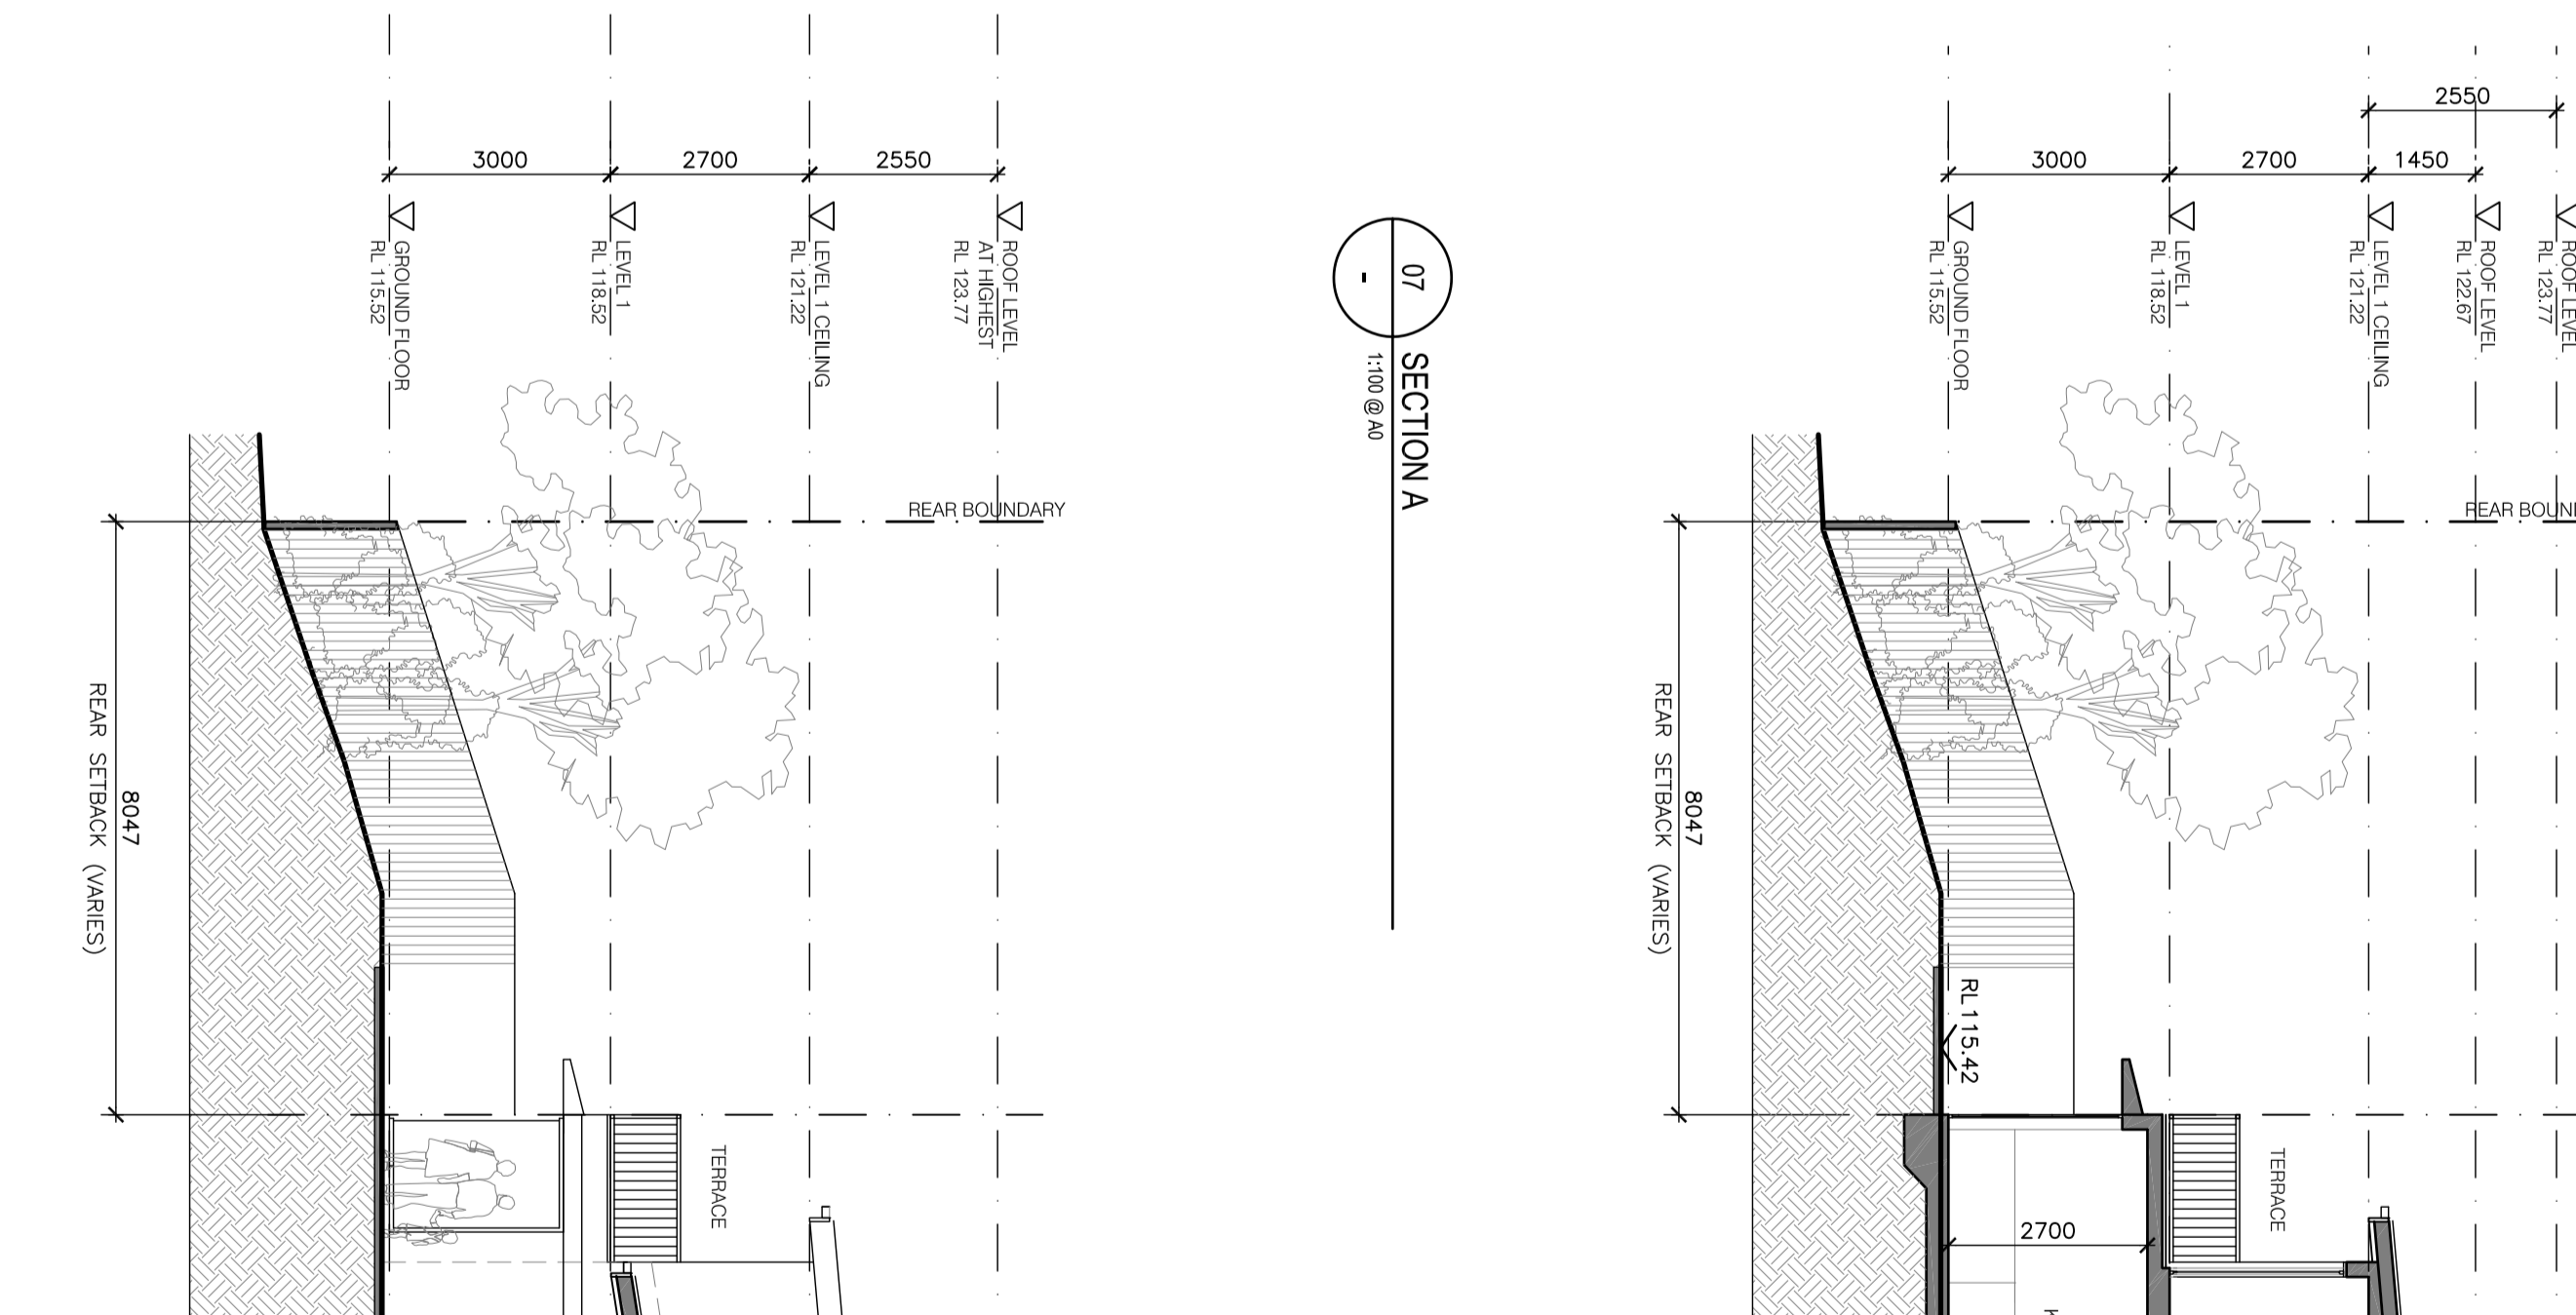 3000
2700
2550
GROUND FLOOR
RL 115.52
LEVEL 1
RL 118.52
LEVEL 1 CEILING
RL 121.22
ROOF LEVEL
AT HIGHEST
RL 123.77
REAR BOUNDARY
8047
REAR SETBACK (VARIES)
TERRACE
07
-
SECTION A
1:100 @ A0
2550
3000
2700
1450
GROUND FLOOR
RL 115.52
LEVEL 1
RL 118.52
LEVEL 1 CEILING
RL 121.22
ROOF LEVEL
RL 122.67
ROOF LEVEL
RL 123.77
REAR
8047
REAR SETBACK (VARIES)
RL 115.42
TERRACE
2700